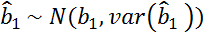 b̂₁ ~ N(b₁, var(b̂₁ ))